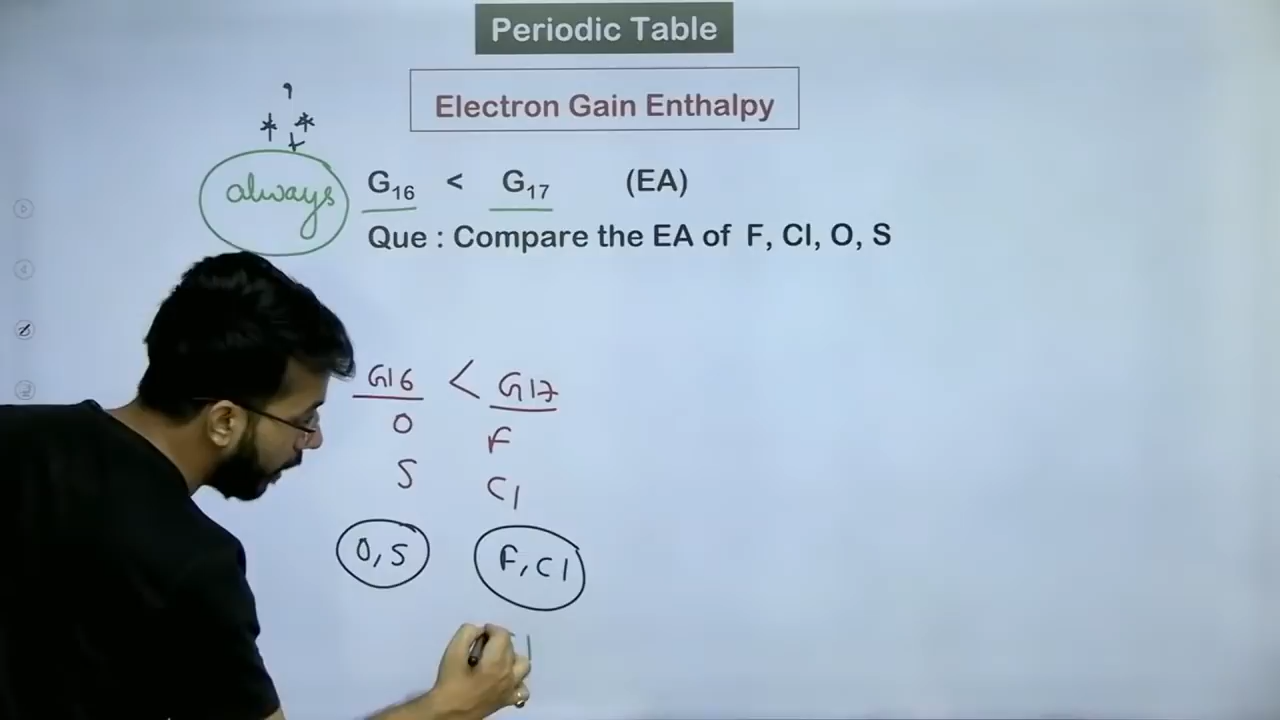 Periodic Table
Electron Gain Enthalpy
always G16 < G17 (EA)
Que : Compare the EA of F, Cl, O, S
G16 < G17
O F
S Cl
O, S F, Cl